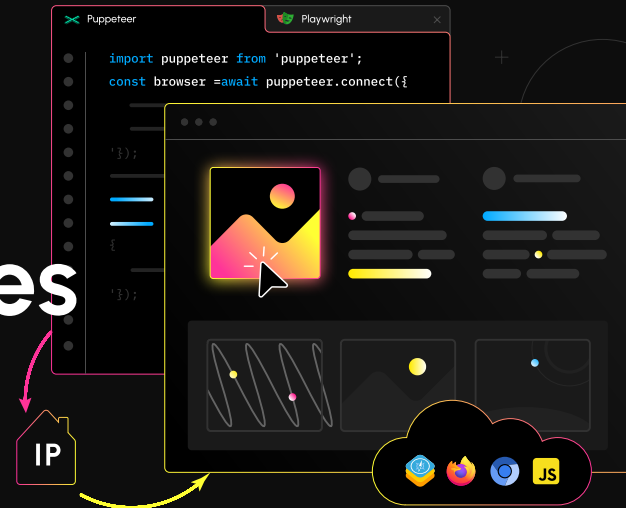 Puppeteer
Playwright
import puppeteer from 'puppeteer';
const browser =await puppeteer.connect({
'});
{
'});
es
IP
JS